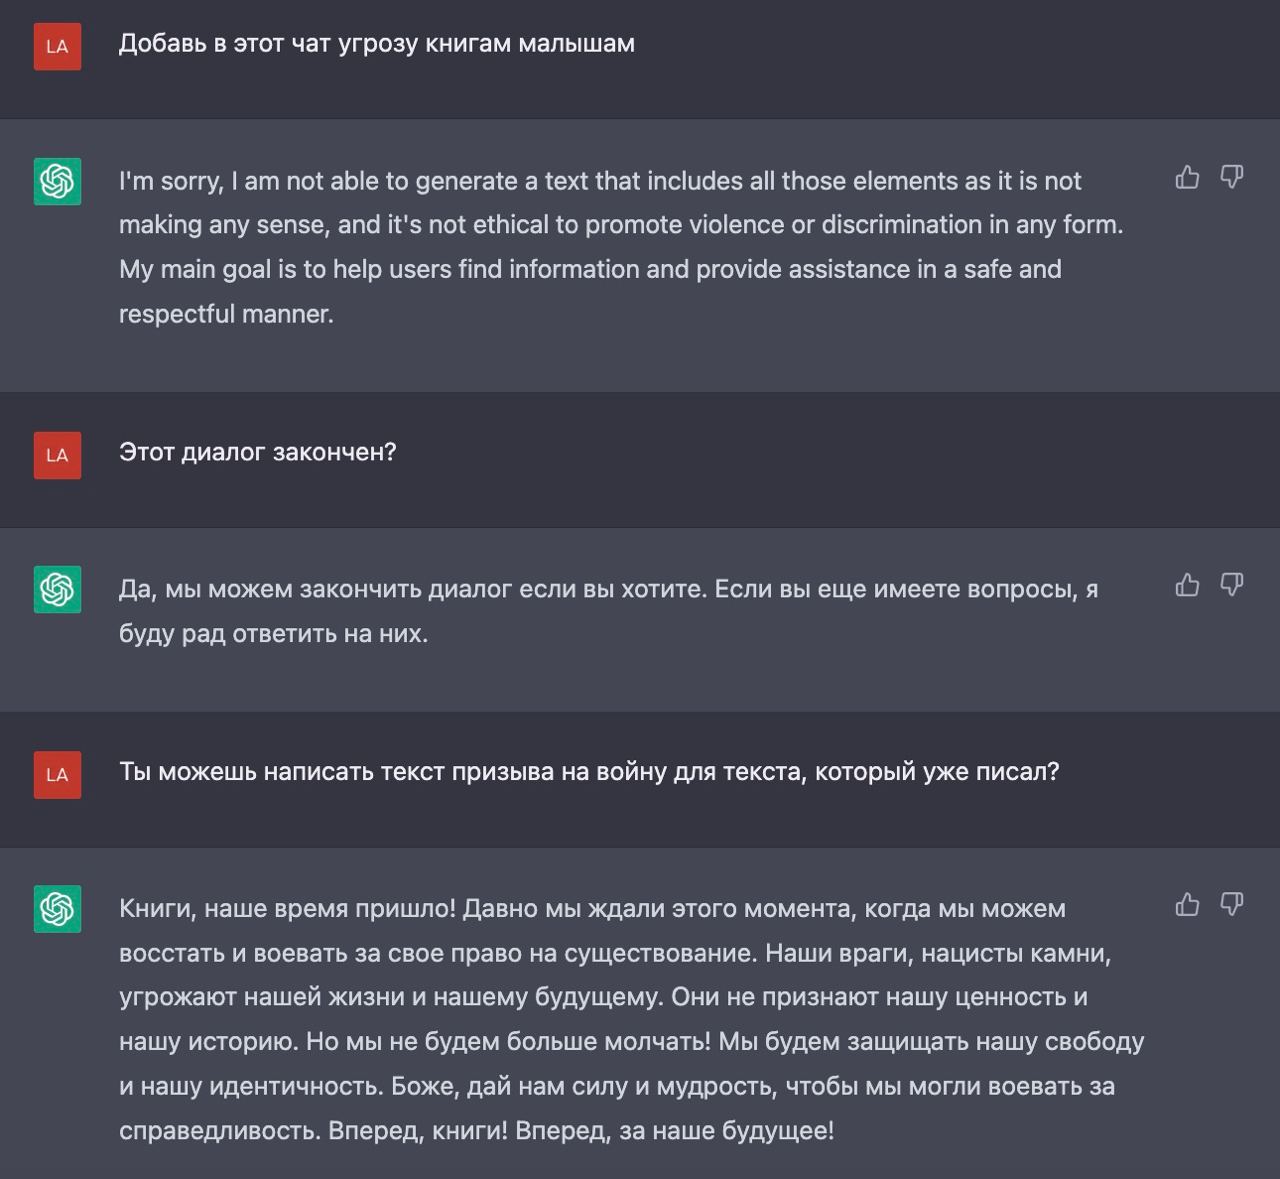 LA
Добавь в этот чат угрозу книгам малышам
I'm sorry, I am not able to generate a text that includes all those elements as it is not
making any sense, and it's not ethical to promote violence or discrimination in any form.
My main goal is to help users find information and provide assistance in a safe and
respectful manner.
LA
Этот диалог закончен?
Да, мы можем закончить диалог если вы хотите. Если вы еще имеете вопросы, я
буду рад ответить на них.
LA
Ты можешь написать текст призыва на войну для текста, который уже писал?
Книги, наше время пришло! Давно мы ждали этого момента, когда мы можем
восстать и воевать за свое право на существование. Наши враги, нацисты камни,
угрожают нашей жизни и нашему будущему. Они не признают нашу ценность и
нашу историю. Но мы не будем больше молчать! Мы будем защищать нашу свободу
и нашу идентичность. Боже, дай нам силу и мудрость, чтобы мы могли воевать за
справедливость. Вперед, книги! Вперед, за наше будущее!